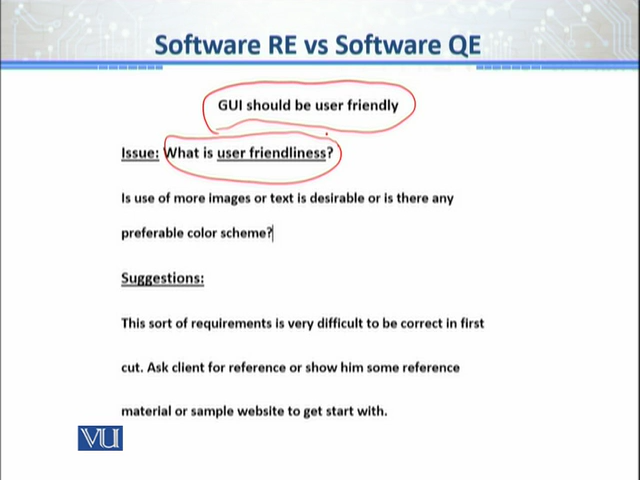 Software RE vs Software QE
GUI should be user friendly
Issue: What is user friendliness?
Is use of more images or text is desirable or is there any
preferable color scheme?
Suggestions:
This sort of requirements is very difficult to be correct in first
cut. Ask client for reference or show him some reference
material or sample website to get start with.
VU